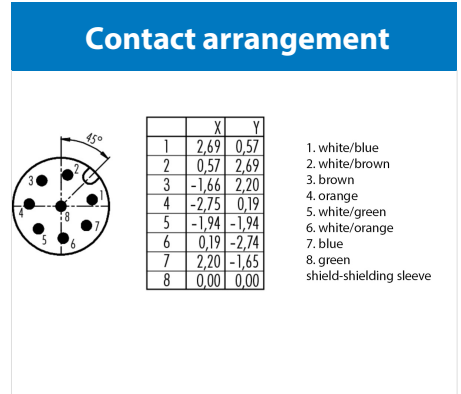 Contact arrangement
45°
X Y
1 2,69 0,57
2 0,57 2,69
3 -1,66 2,20
4 -2,75 0,19
5 -1,94 -1,94
6 0,19 -2,74
7 2,20 -1,65
8 0,00 0,00
2
3
1
4
8
7
5
6
1. white/blue
2. white/brown
3. brown
4. orange
5. white/green
6. white/orange
7. blue
8. green
shield-shielding sleeve